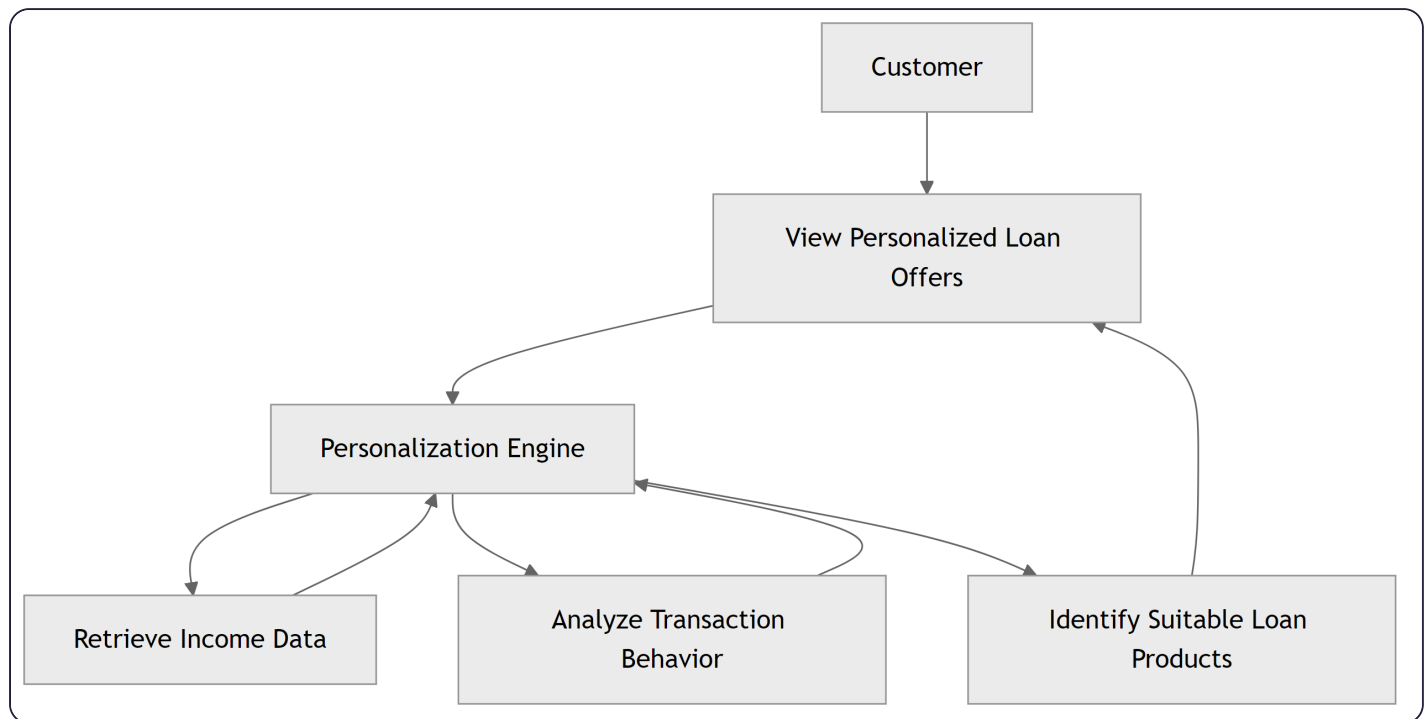 Customer
View Personalized Loan
Offers
Personalization Engine
Retrieve Income Data
Analyze Transaction
Behavior
Identify Suitable Loan
Products